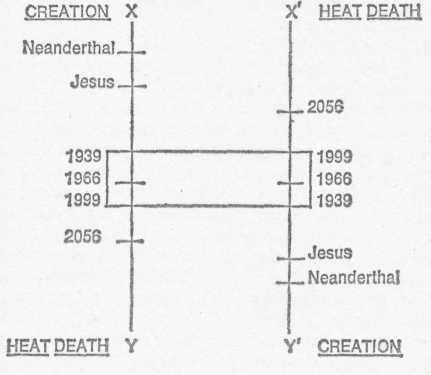 CREATION X X' HEAT DEATH
Neanderthal
Jesus
2056
1939 1999
1966 1966
1999 1939
2056
Jesus
Neanderthal
HEAT DEATH Y Y' CREATION